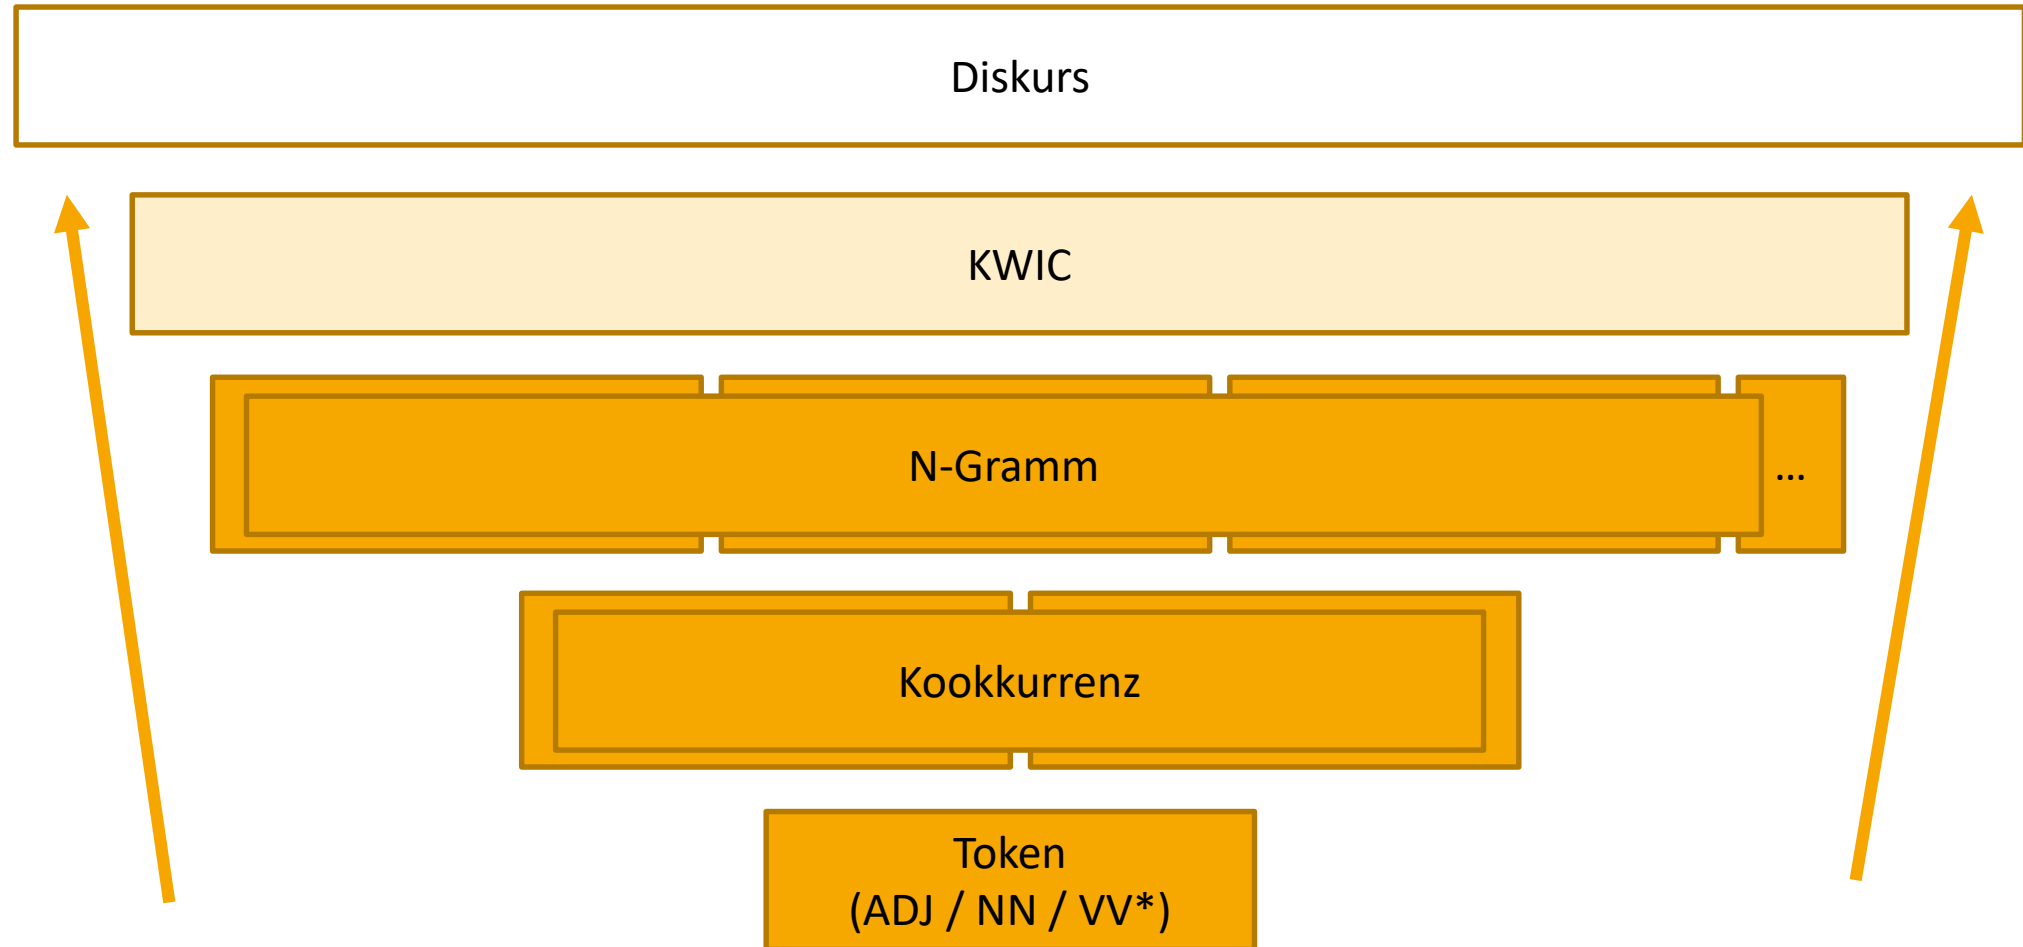 Diskurs
KWIC
N-Gramm
...
Kookkurrenz
Token
(ADJ / NN / VV*)